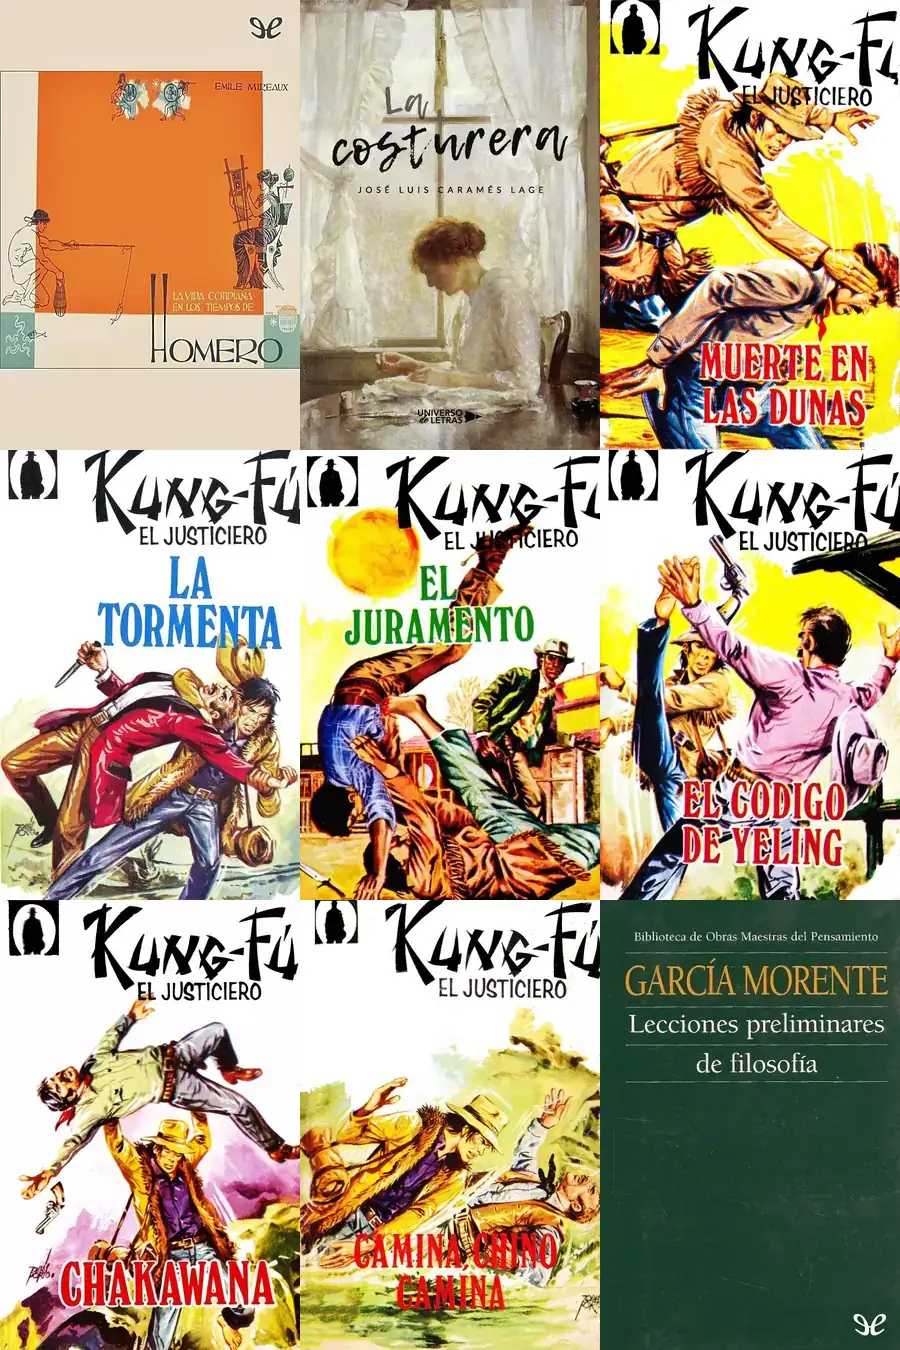 EMILE MIREAUX
LA VIDA COTIDIANA
EN LOS TIEMPOS DE
HOMERO
La
costurera
JOSÉ LUIS CARAMÉS LAGE
UNIVERSO
de LETRAS
KUNG-FU
EL JUSTICIERO
MUERTE EN
LAS DUNAS
KUNG-FÚ
EL JUSTICIERO
LA
TORMENTA
KUNG-FU
EL JUSTICIERO
EL
JURAMENTO
KUNG-FU
EL JUSTICIERO
EL CODIGO
DE YELING
KUNG-FÚ
EL JUSTICIERO
CHAKAWANA
KUNG-FU
EL JUSTICIERO
CAMINA, CHINO
CAMINA
Biblioteca de Obras Maestras del Pensamiento
GARCÍA MORENTE
Lecciones preliminares
de filosofía